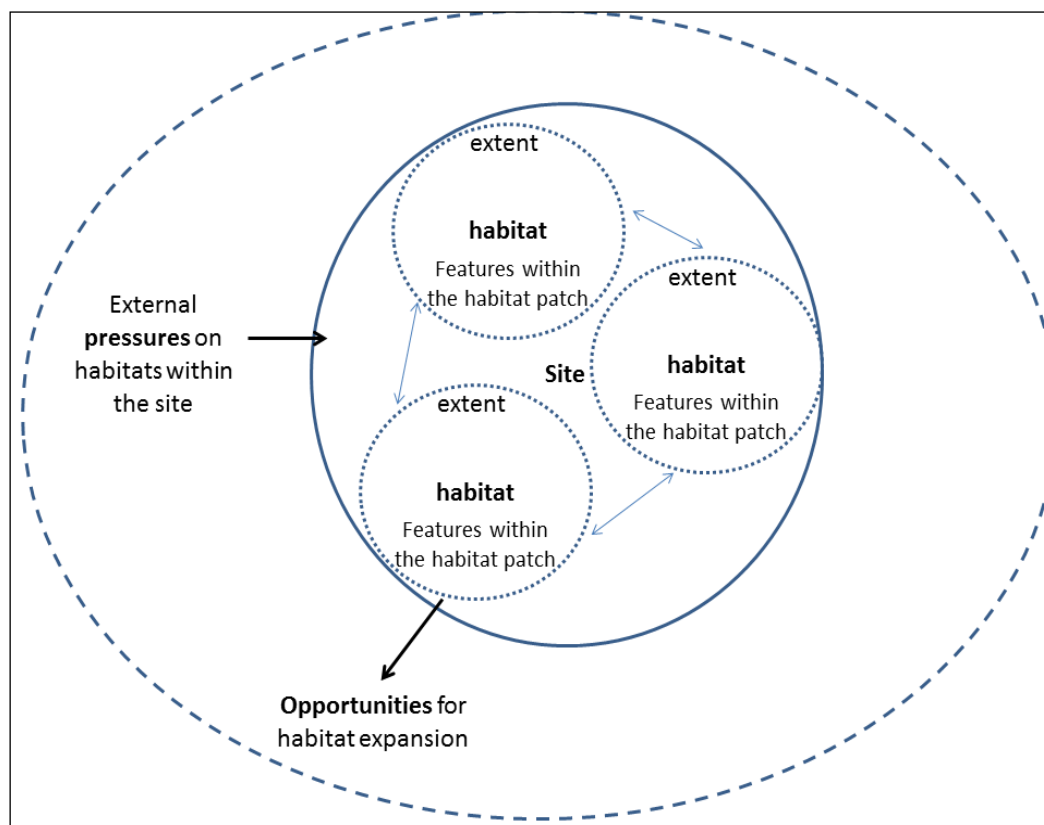 extent
habitat
Features within
the habitat patch
extent
habitat
Features within
the habitat patch
Site
External
pressures on
habitats within
the site
extent
habitat
Features within
the habitat patch
Opportunities for
habitat expansion